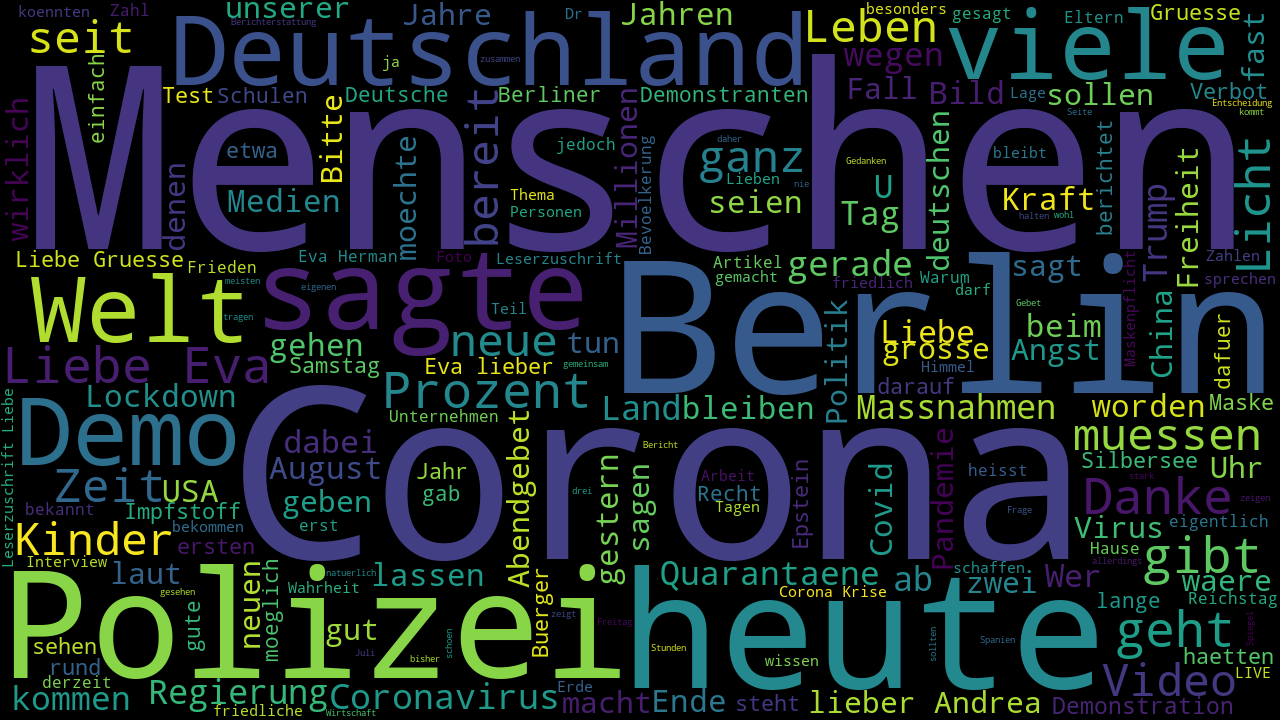 koennten Zahl unserer Berichterstattung Jahre Dr Jahren besonders gesagt Eltern Gruesse
seit Deutschland ja zusammen Leben wegen viele fast
einfach Test Schulen Bitte Deutsche bereit Berliner Demonstranten Fall Bild Lage sollen Verbot Entscheidung kommt
Menschen
wirklich denen etwa moechte jedoch Millionen Bevoelkerung daher ganz Gedanken deutschen bleibt berichtet Seite Licht
Medien Thema Personen Lieben nie seien U Tag Kraft halten wohl Trump Freiheit
Liebe Gruesse Frieden Eva Herman Foto Leserzuschrift Artikel gemacht gerade friedlich Warum darf sagt Maskenpflicht Zahlen sprechen
Welt meisten eigenen sagte Teil Berlin Gebet
tragen gehen neue tun Politik Liebe grosse beim Angst China dafuer
Liebe Eva Samstag Eva lieber gemeinsam darauf Himmel
Lockdown Prozent Land bleiben Massnahmen worden Maske
Leserzuschrift Liebe Demo Unternehmen Corona muessen
dabei Bericht
Zeit USA August Jahr gab Abendgebet gestern sagen Arbeit Recht Tagen Epstein Covid Pandemie heisst Silbersee Uhr stark
bekannt Impfstoff geben drei Frage Danke zeigen
Kinder bekommen erst Virus eigentlich
Interview ersten Hause gibt allerdings
Polizei laut natuerlich lassen Quarantaene ab schaffen. zwei Wer waere
gesehen gute moeglich neuen Wahrheit zeigt Buerger Freitag heute Corona Krise lange Reichstag
sehen gut Juli bisher schoen Stunden wissen sollten Spanien geht haetten Spiegel
rund derzeit Erde Video LIVE
kommen Regierung friedliche Wirtschaft Coronavirus macht Ende steht lieber Andrea Demonstration